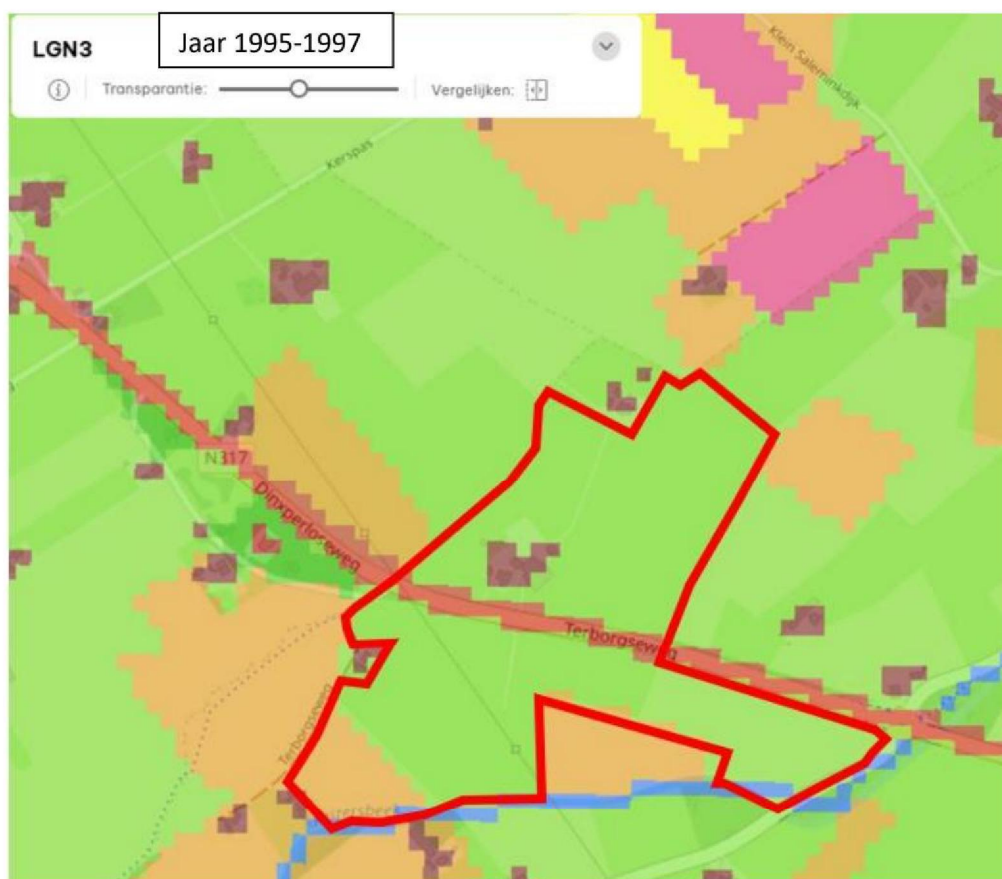 LGN3
Jaar 1995-1997
Transparantie:
Vergelijken:
Klein Saleminkdijk
Kerspas
N317
Dinxperloseweg
Terborgseweg
Terborgseweg